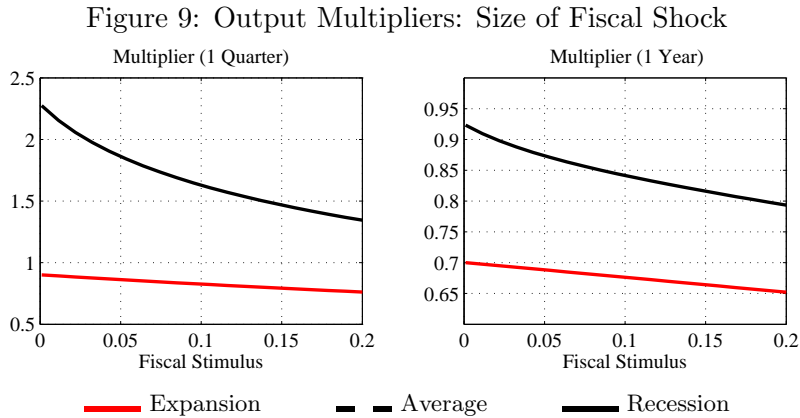 Figure 9: Output Multipliers: Size of Fiscal Shock
Multiplier (1 Quarter)
2.5
2
1.5
1
0.5
0 0.05 0.1 0.15 0.2
Fiscal Stimulus
Multiplier (1 Year)
0.95
0.9
0.85
0.8
0.75
0.7
0.65
0 0.05 0.1 0.15 0.2
Fiscal Stimulus
Expansion Average Recession